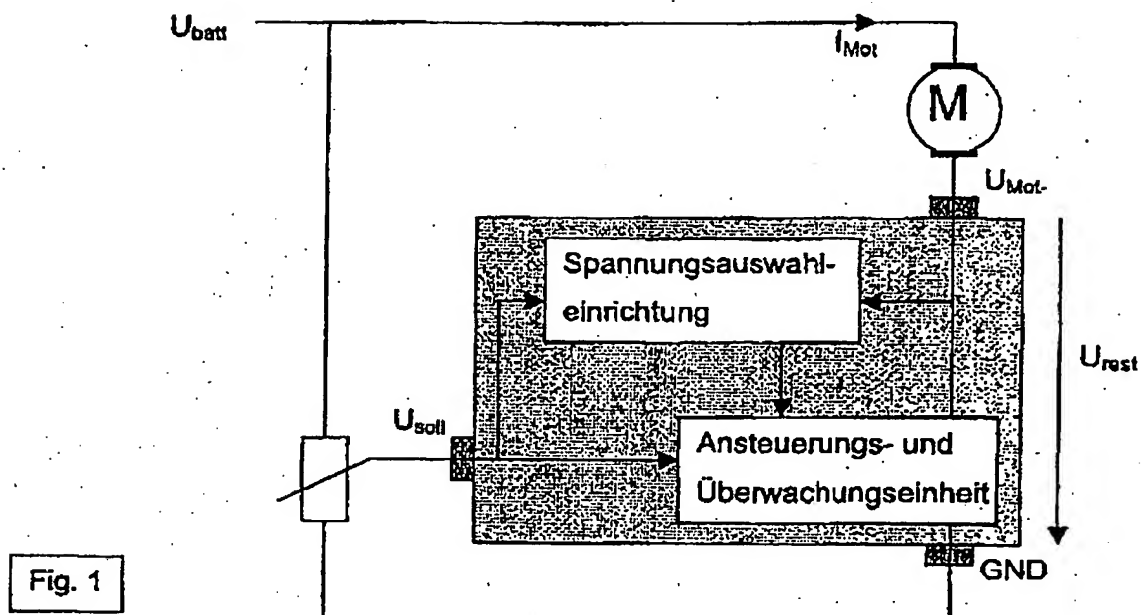 U_batt
I_Mot
M
U_Mot-
Spannungsauswahl-
einrichtung
U_rest
U_soll
Ansteuerungs- und
Überwachungseinheit
GND
Fig. 1